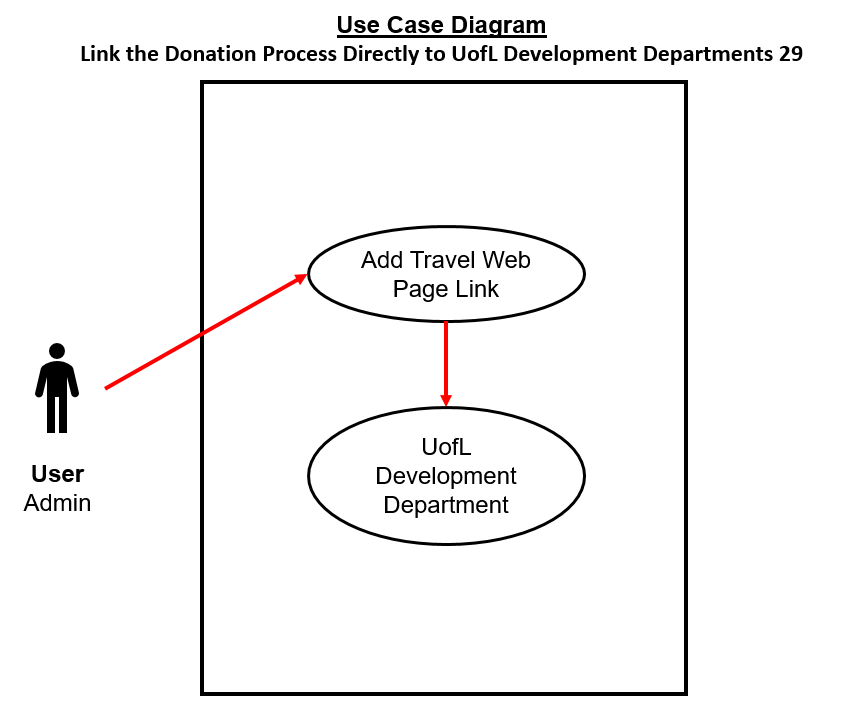 Use Case Diagram
Link the Donation Process Directly to UofL Development Departments 29
Add Travel Web
Page Link
UofL
Development
Department
User
Admin